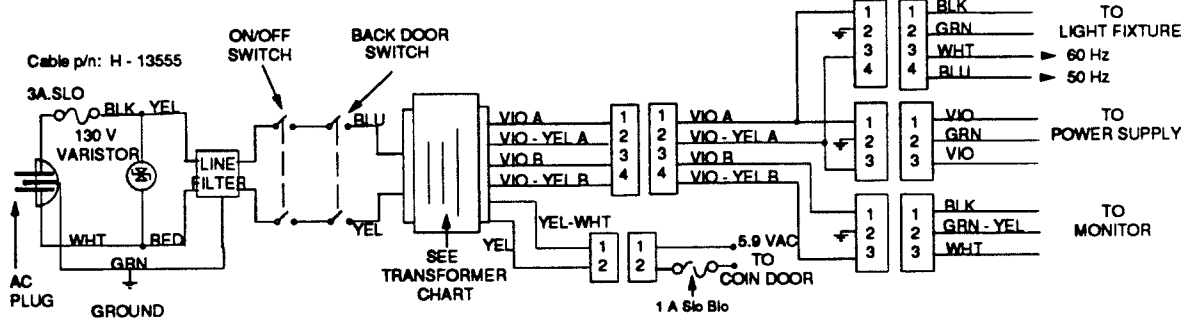 Cable p/n: H - 13555
3A.SLO
BLK
YEL
130 V
VARISTOR
WHT
RED
GRN
AC
PLUG
GROUND
LINE
FILTER
ON/OFF
SWITCH
BACK DOOR
SWITCH
BLU
YEL
SEE
TRANSFORMER
CHART
VIO A
VIO - YEL A
VIO B
VIO - YEL B
YEL-WHT
YEL
1
2
3
4
1
2
3
4
VIO A
VIO - YEL A
VIO B
VIO - YEL B
1
2
1
2
5.9 VAC
TO
COIN DOOR
1 A Slo Blo
1
2
3
4
1
2
3
4
BLK
GRN
WHT
BLU
TO
LIGHT FIXTURE
60 Hz
50 Hz
1
2
3
1
2
3
VIO
GRN
VIO
TO
POWER SUPPLY
1
2
3
1
2
3
BLK
GRN - YEL
WHT
TO
MONITOR